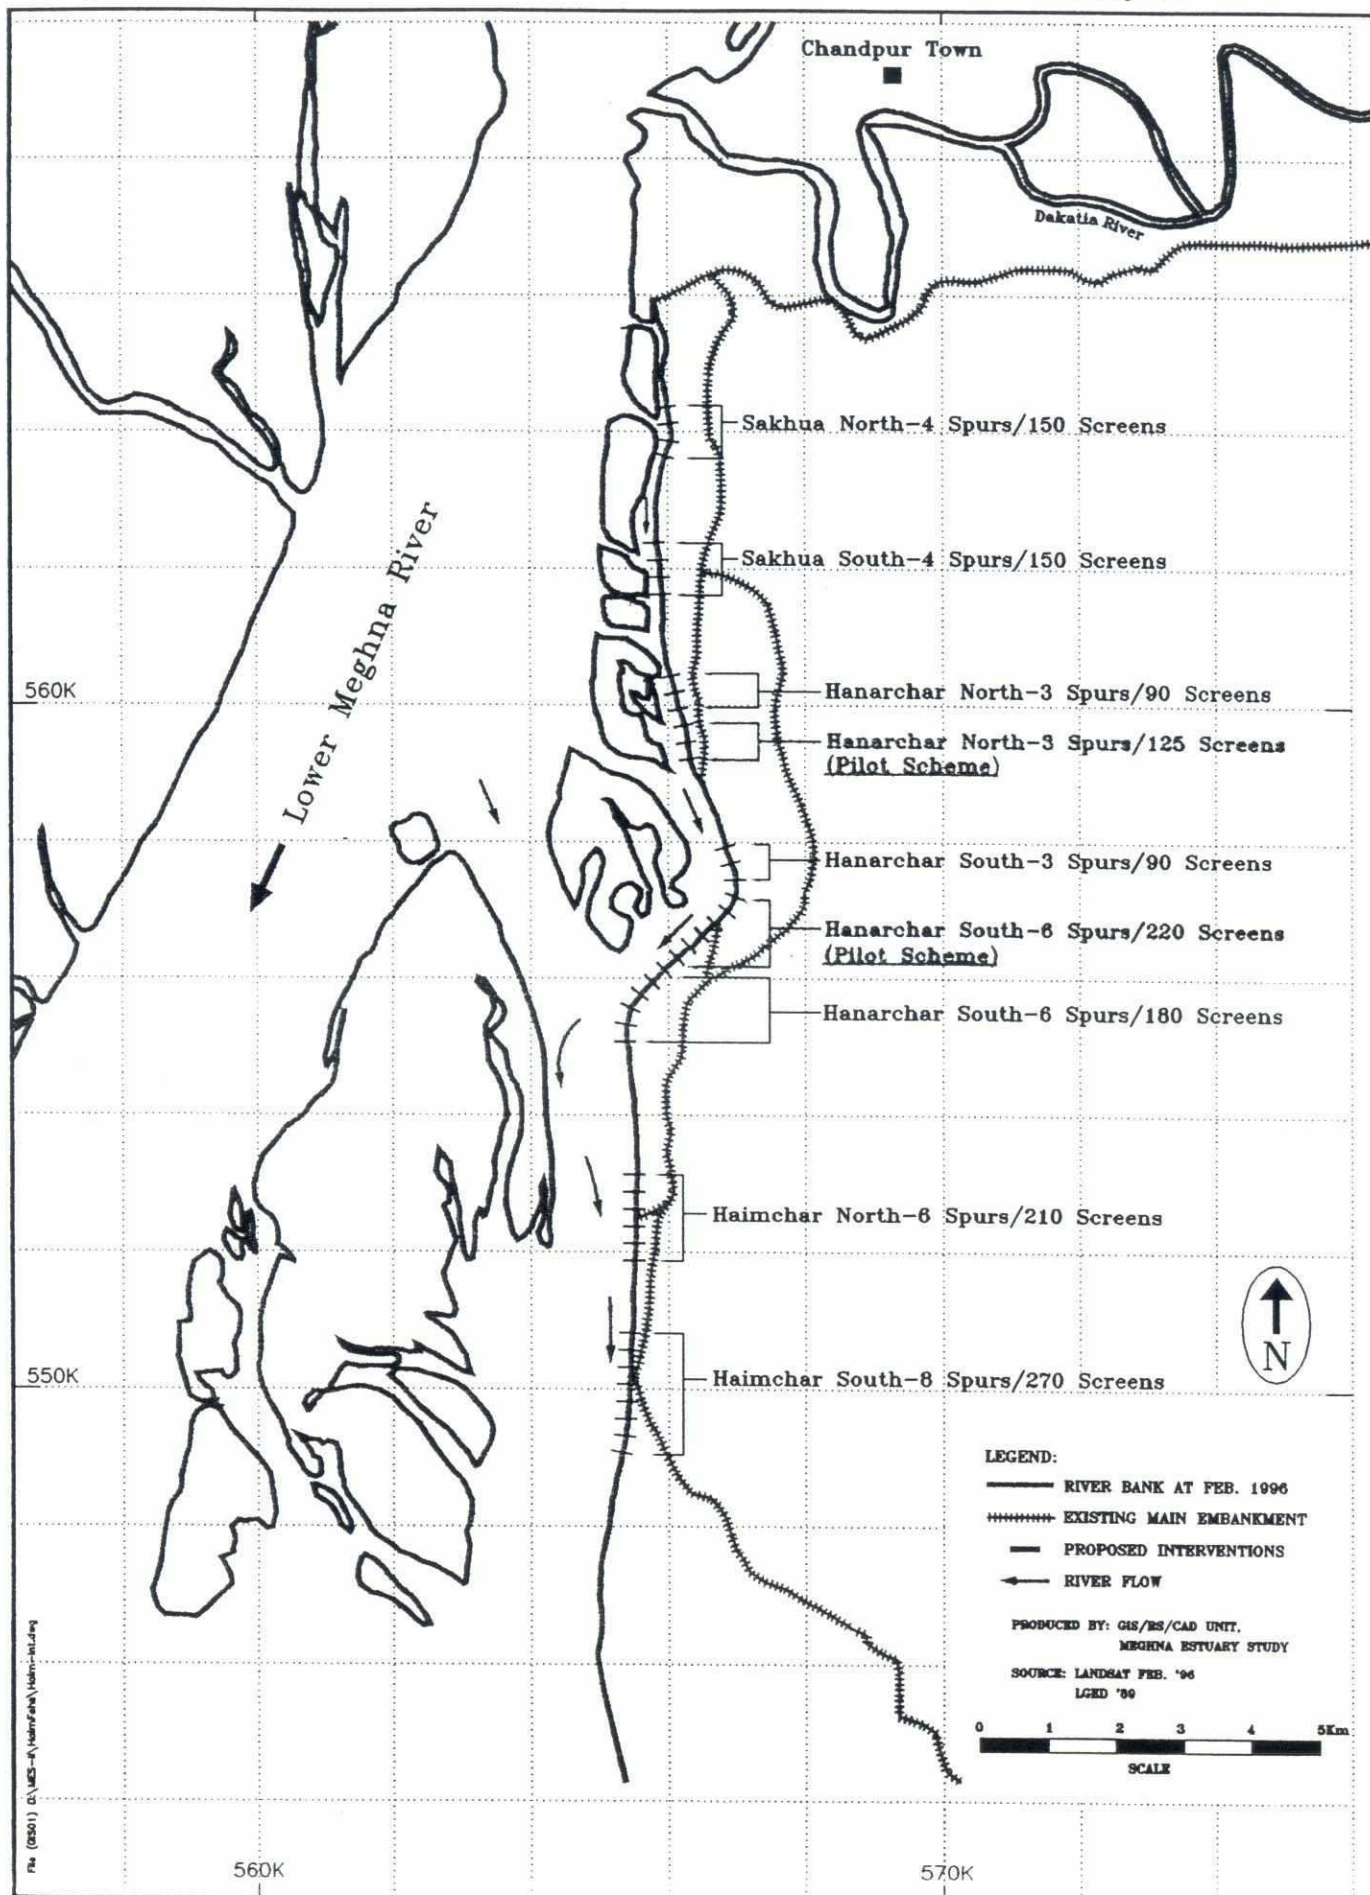 Chandpur Town
Dakatia River
Sakhua North-4 Spurs/150 Screens
Lower Meghna River
Sakhua South-4 Spurs/150 Screens
560K
Hanarchar North-3 Spurs/90 Screens
Hanarchar North-3 Spurs/125 Screens
(Pilot Scheme)
Hanarchar South-3 Spurs/90 Screens
Hanarchar South-6 Spurs/220 Screens
(Pilot Scheme)
Hanarchar South-6 Spurs/180 Screens
Haimchar North-6 Spurs/210 Screens
N
550K
Haimchar South-8 Spurs/270 Screens
LEGEND:
RIVER BANK AT FEB. 1996
EXISTING MAIN EMBANKMENT
PROPOSED INTERVENTIONS
RIVER FLOW
PRODUCED BY: GIS/RS/CAD UNIT,
MEGHNA ESTUARY STUDY
SOURCE: LANDSAT FEB. '96
LGED '89
0 1 2 3 4 5Km
SCALE
560K
570K